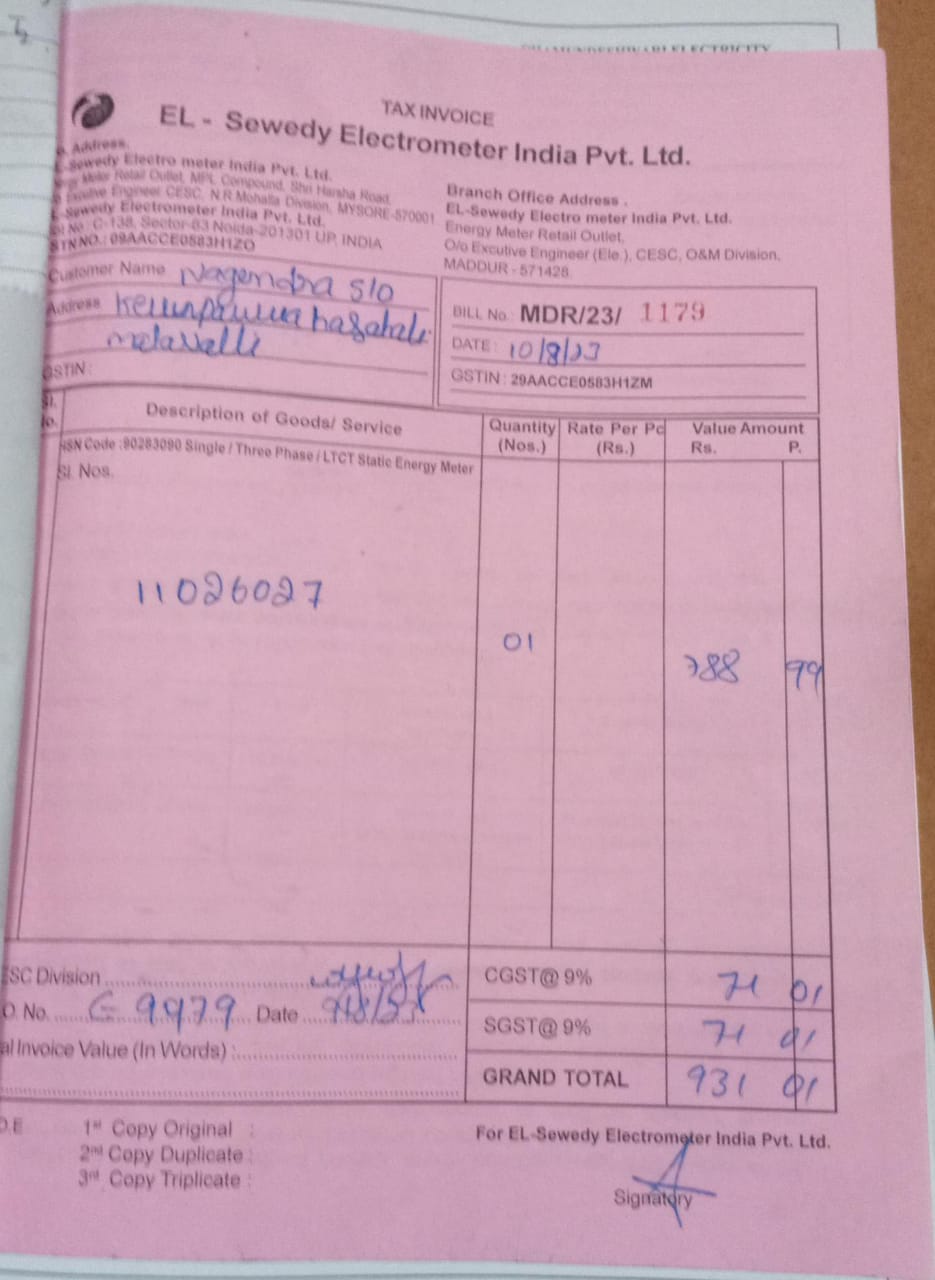 TAX INVOICE
EL - Sewedy Electrometer India Pvt. Ltd.
Address.
Sewedy Electro meter India Pvt. Ltd.
Meter Retail Outlet, MPL Compound, Shri Harsha Road,
Excutive Engineer CESC, N.R Mohalla Division, MYSORE-570001
Sewedy Electrometer India Pvt. Ltd.
C-138, Sector-63 Noida-201301 UP, INDIA
NO.: 09AACCE0583H1ZO
Branch Office Address .
EL-Sewedy Electro meter India Pvt. Ltd.
Energy Meter Retail Outlet,
O/o Excutive Engineer (Ele.), CESC, O&M Division,
MADDUR - 571428.
Customer Name Nagendra S/O
Address
GSTIN :
BILL No. MDR/23/ 1179
DATE : 10/8/23
GSTIN : 29AACCE0583H1ZM
Sl. No. Description of Goods/ Service Quantity (Nos.) Rate Per Pc (Rs.) Value Amount Rs. P.
HSN Code :90283090 Single / Three Phase / LTCT Static Energy Meter
Sl. Nos.
11026027
01 788 99
ESC Division
O. No. 9979 Date
al Invoice Value (In Words) :
CGST@ 9% 71 01
SGST@ 9% 71 01
GRAND TOTAL 931 01
O.E 1st Copy Original :
2nd Copy Duplicate :
3rd Copy Triplicate :
For EL-Sewedy Electrometer India Pvt. Ltd.
Signatory